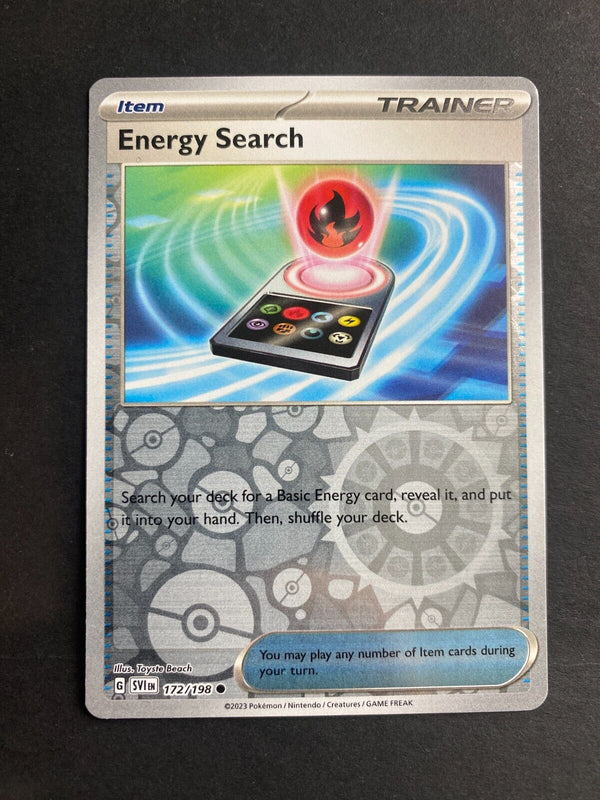 Item
TRAINER
Energy Search
Search your deck for a Basic Energy card, reveal it, and put
it into your hand. Then, shuffle your deck.
You may play any number of Item cards during
your turn.
Illus. Toyste Beach
G SVI EN 172/198
©2023 Pokémon / Nintendo / Creatures / GAME FREAK